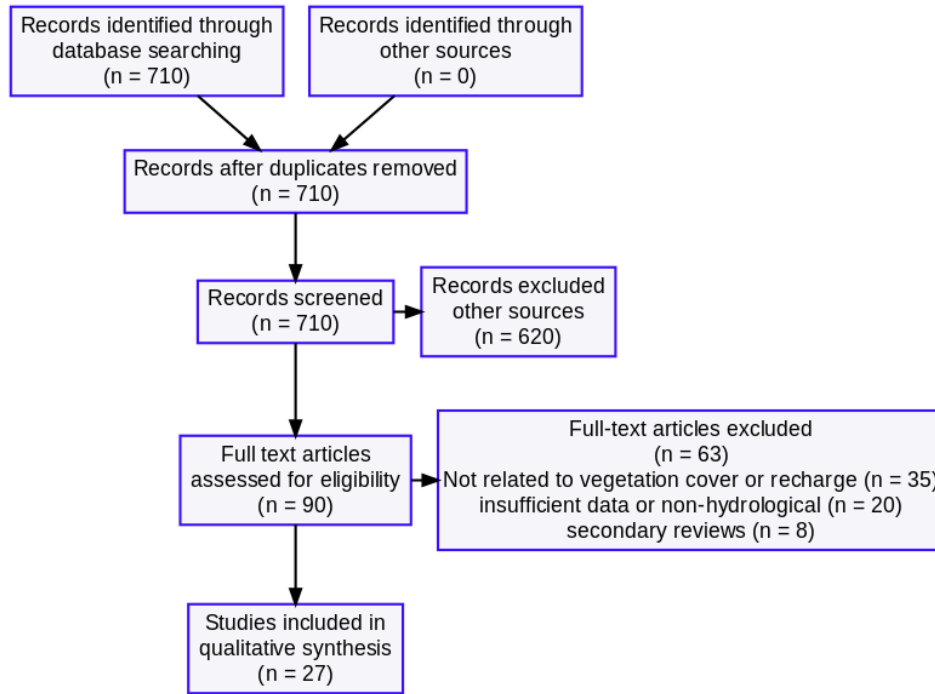 Records identified through
database searching
(n = 710)
Records identified through
other sources
(n = 0)
Records after duplicates removed
(n = 710)
Records screened
(n = 710)
Records excluded
other sources
(n = 620)
Full text articles
assessed for eligibility
(n = 90)
Full-text articles excluded
(n = 63)
Not related to vegetation cover or recharge (n = 35)
insufficient data or non-hydrological (n = 20)
secondary reviews (n = 8)
Studies included in
qualitative synthesis
(n = 27)